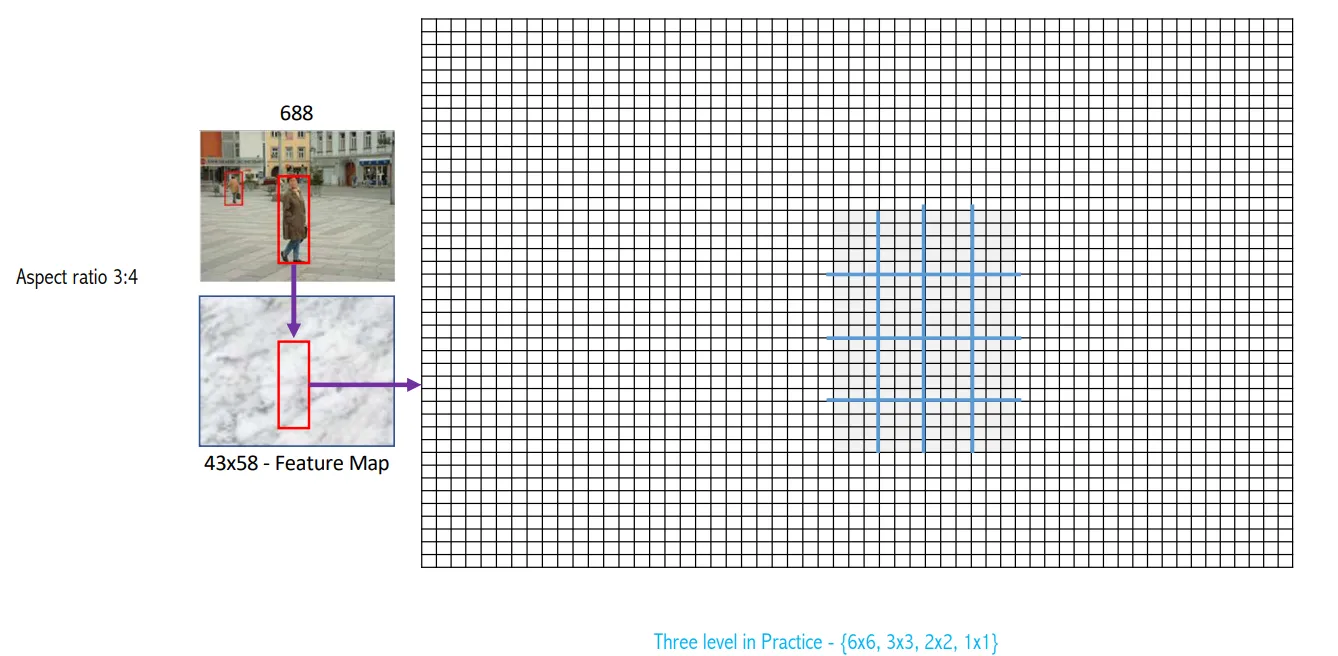 688
Aspect ratio 3:4
43x58 - Feature Map
Three level in Practice - {6x6, 3x3, 2x2, 1x1}